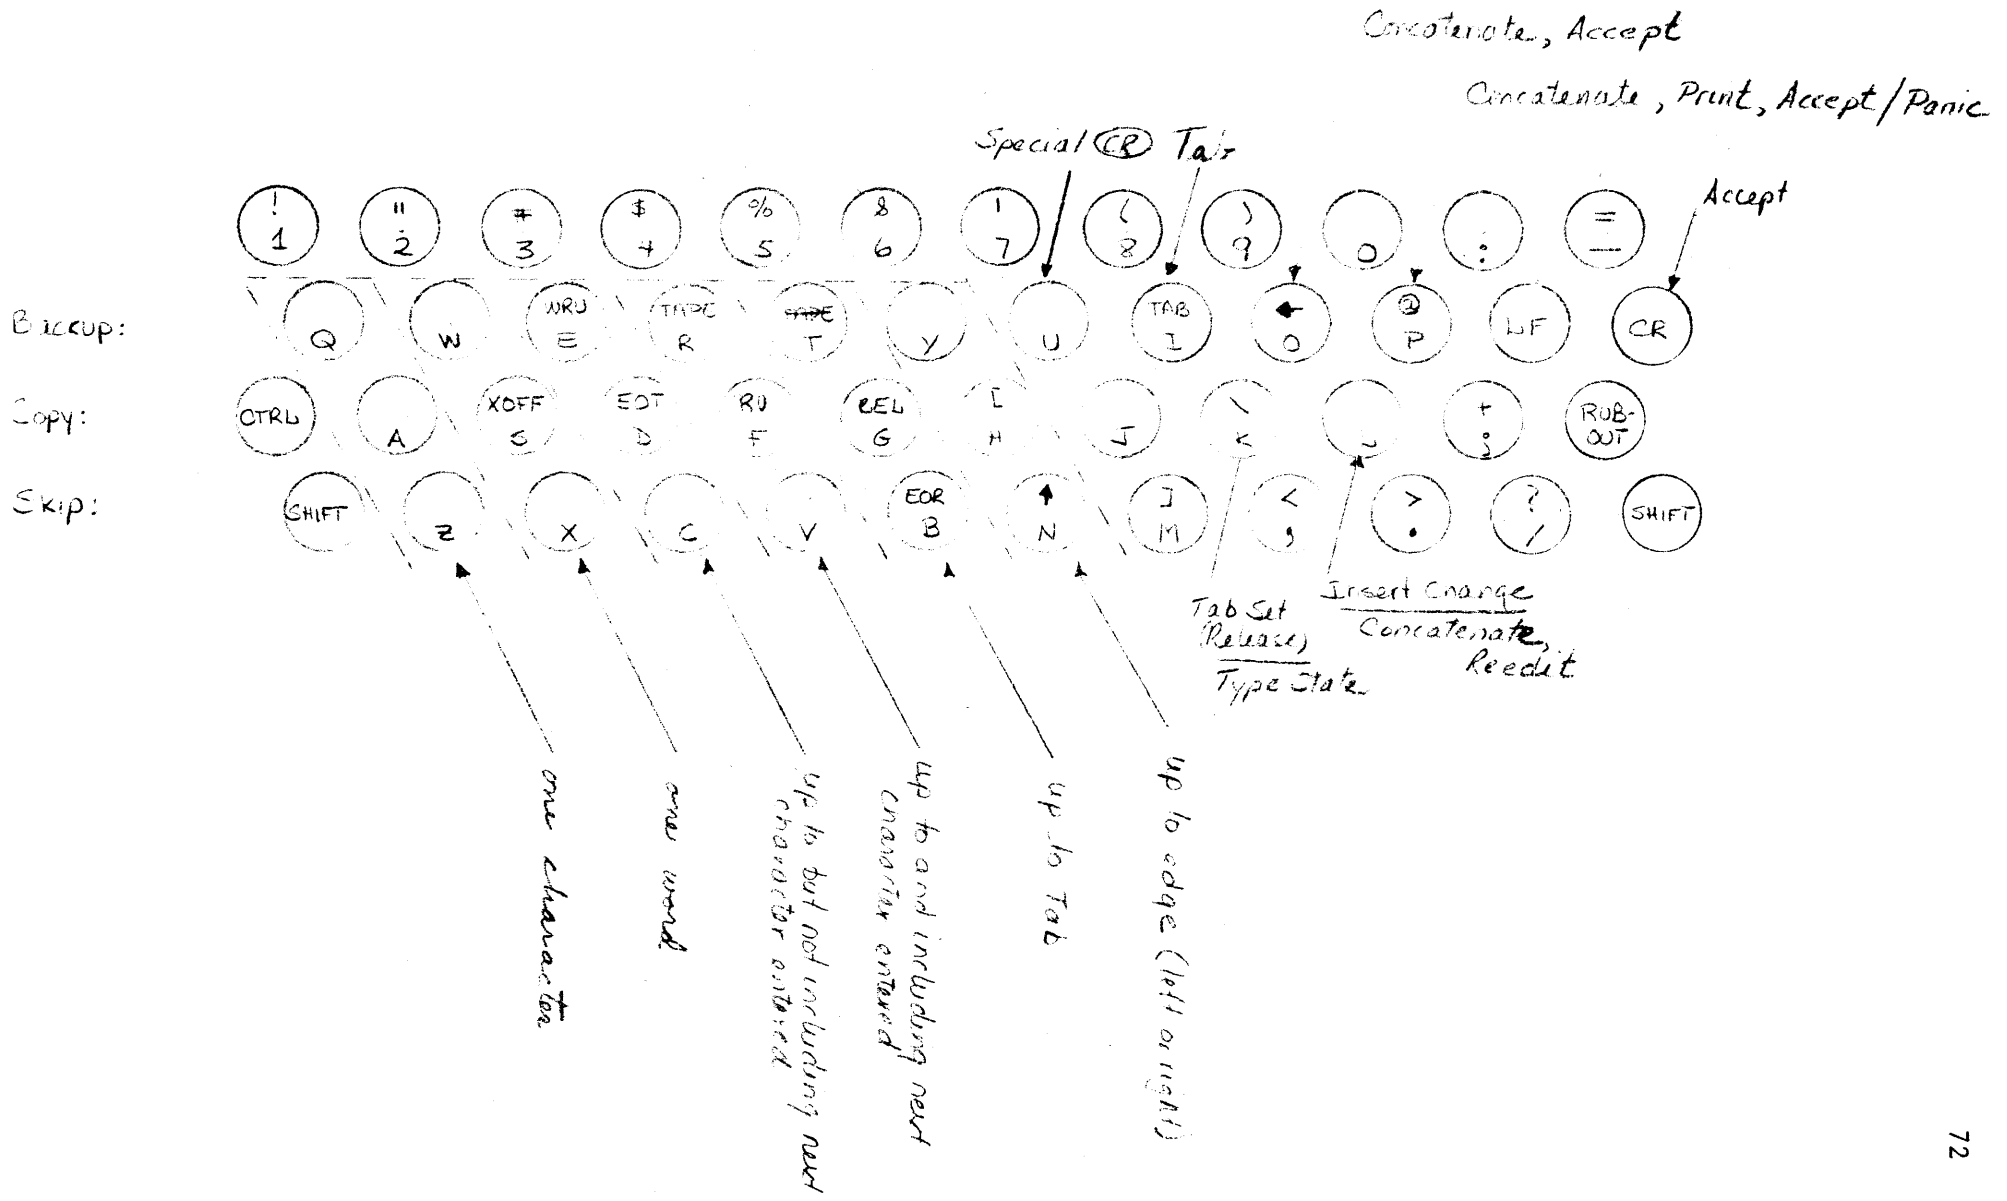 Concatenate, Accept
Concatenate, Print, Accept/Panic
Special CR Tab
Accept
! " # $ % & ' ( ) = 
1 2 3 4 5 6 7 8 9 0 : —
Backup:
WRU TAPE TAPE TAB ← @
Q W E R T Y U I O P LF CR
Copy:
XOFF EOT RU BEL [ \ +
CTRL A S D F G H J K L ; RUB-OUT
Skip:
EOR ↑ ] < > ?
SHIFT Z X C V B N M , . / SHIFT
Tab Set
(Release)
Type State
Insert Change
Concatenate,
Reedit
one character
one word
up to but not including next
character entered
up to and including next
character entered
up to Tab
up to edge (left or right)
72